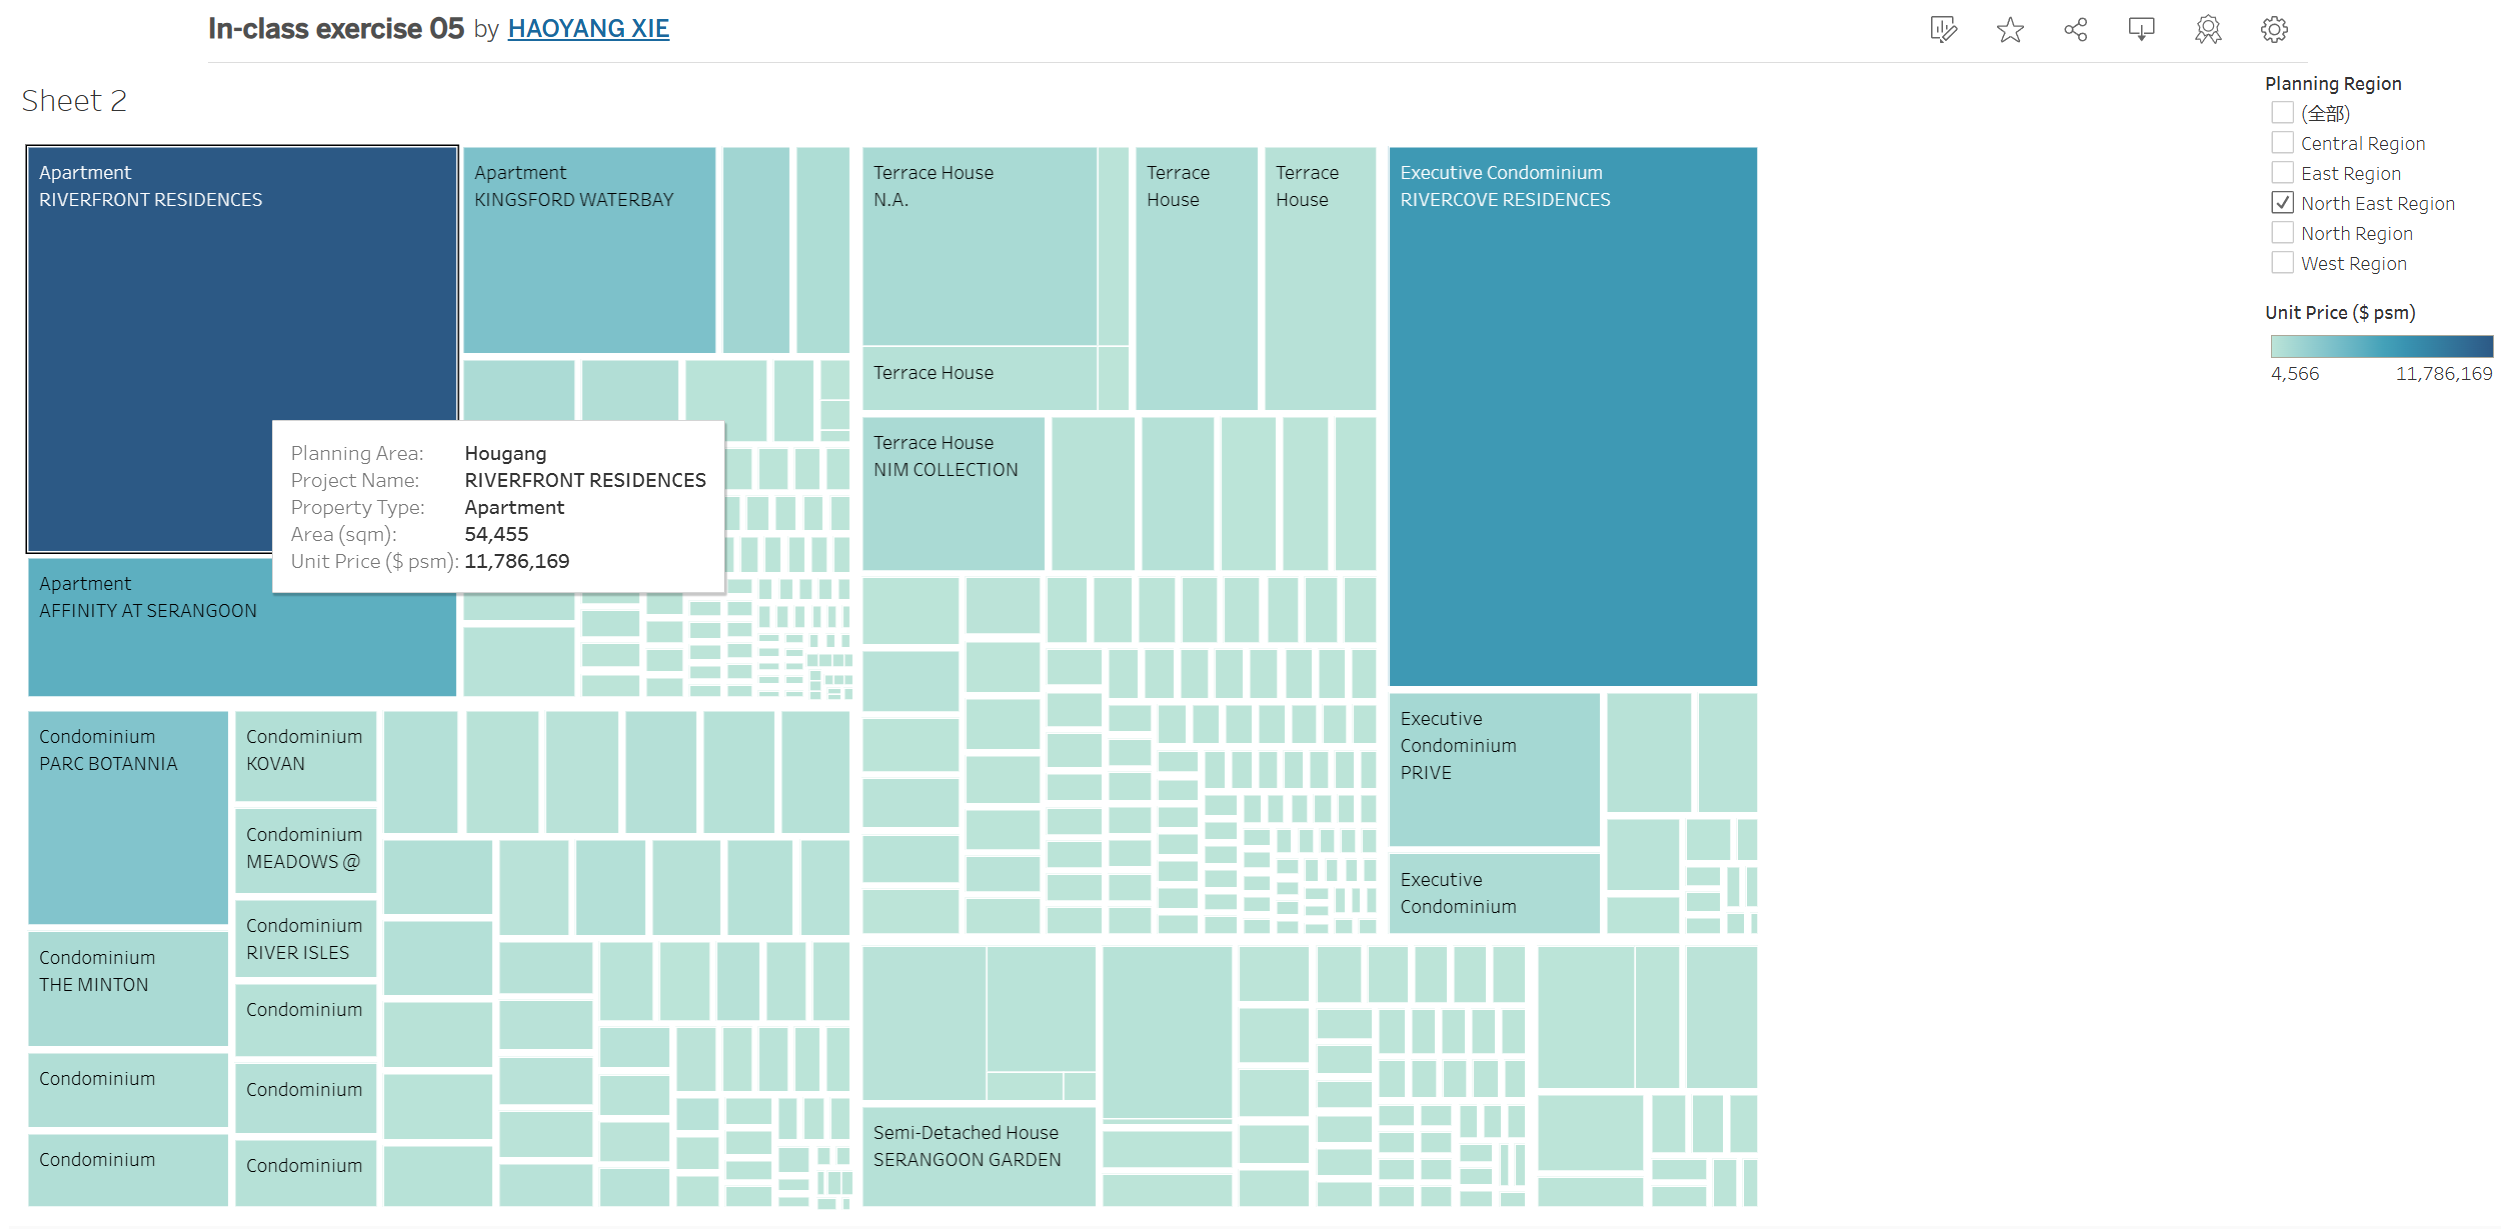 In-class exercise 05 by HAOYANG XIE
Sheet 2
Apartment
RIVERFRONT RESIDENCES
Apartment
KINGSFORD WATERBAY
Terrace House
N.A.
Terrace
House
Terrace
House
Executive Condominium
RIVERCOVE RESIDENCES
Terrace House
Terrace House
NIM COLLECTION
Planning Area: Hougang
Project Name: RIVERFRONT RESIDENCES
Property Type: Apartment
Area (sqm): 54,455
Unit Price ($ psm): 11,786,169
Apartment
AFFINITY AT SERANGOON
Condominium
PARC BOTANNIA
Condominium
KOVAN
Condominium
MEADOWS @
Condominium
RIVER ISLES
Condominium
THE MINTON
Condominium
Condominium
Condominium
Condominium
Condominium
Executive
Condominium
PRIVE
Executive
Condominium
Semi-Detached House
SERANGOON GARDEN
Planning Region
(全部)
Central Region
East Region
North East Region
North Region
West Region
Unit Price ($ psm)
4,566 11,786,169